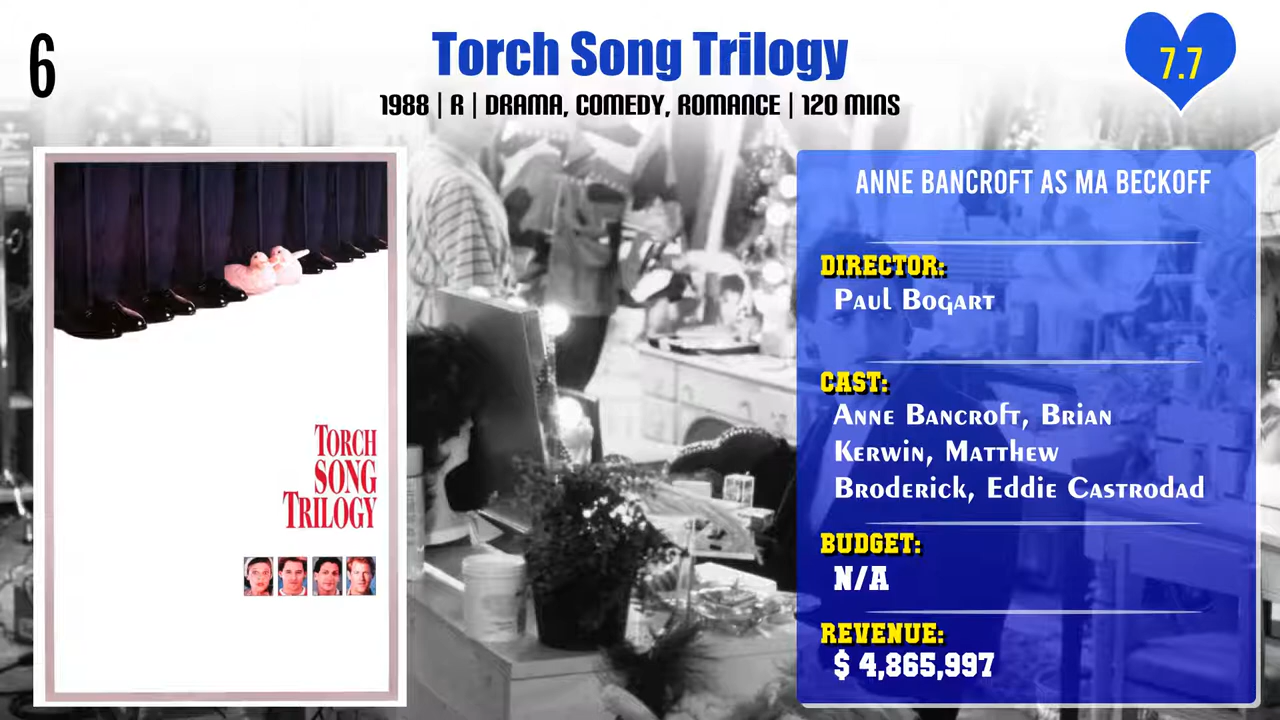 6
Torch Song Trilogy
7.7
1988 | R | DRAMA, COMEDY, ROMANCE | 120 MINS
TORCH
SONG
TRILOGY
ANNE BANCROFT AS MA BECKOFF
DIRECTOR:
Paul Bogart
CAST:
Anne Bancroft, Brian
Kerwin, Matthew
Broderick, Eddie Castrodad
BUDGET:
N/A
REVENUE:
$ 4,865,997